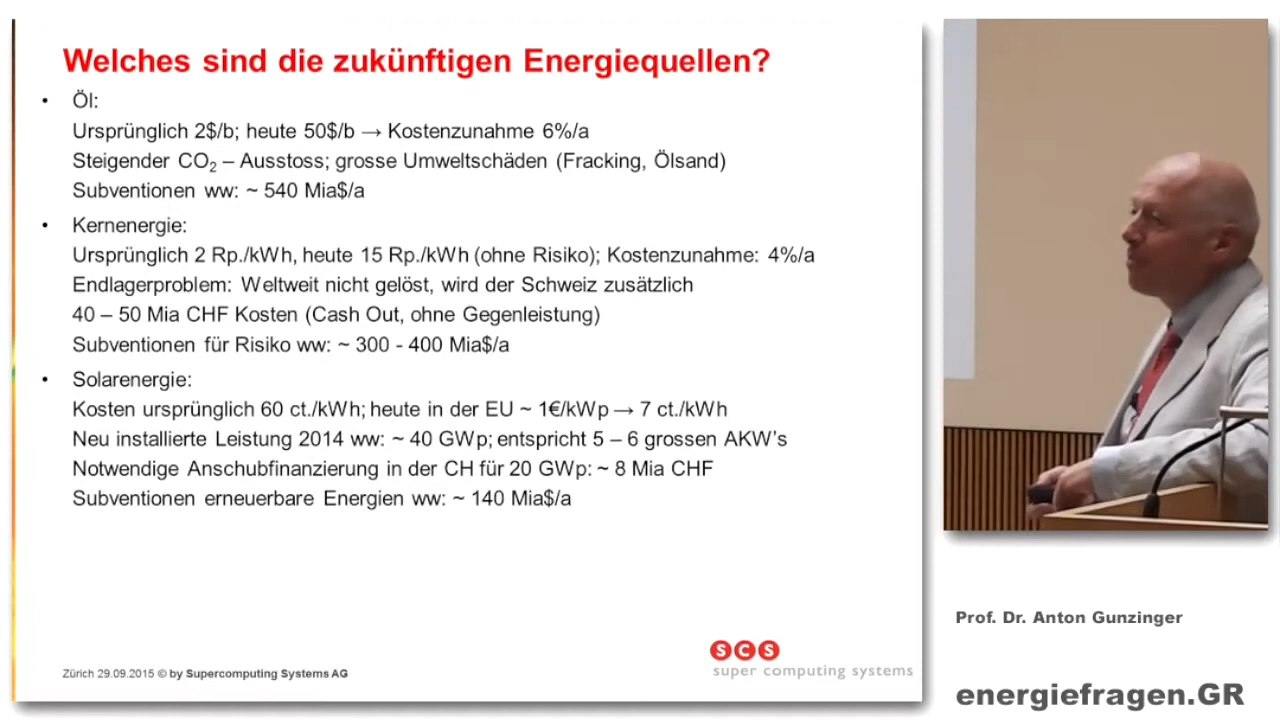 Welches sind die zukünftigen Energiequellen?
• Öl:
Ursprünglich 2$/b; heute 50$/b → Kostenzunahme 6%/a
Steigender CO₂ – Ausstoss; grosse Umweltschäden (Fracking, Ölsand)
Subventionen ww: ~ 540 Mia$/a
• Kernenergie:
Ursprünglich 2 Rp./kWh, heute 15 Rp./kWh (ohne Risiko); Kostenzunahme: 4%/a
Endlagerproblem: Weltweit nicht gelöst, wird der Schweiz zusätzlich
40 – 50 Mia CHF Kosten (Cash Out, ohne Gegenleistung)
Subventionen für Risiko ww: ~ 300 - 400 Mia$/a
• Solarenergie:
Kosten ursprünglich 60 ct./kWh; heute in der EU ~ 1€/kWp → 7 ct./kWh
Neu installierte Leistung 2014 ww: ~ 40 GWp; entspricht 5 – 6 grossen AKW's
Notwendige Anschubfinanzierung in der CH für 20 GWp: ~ 8 Mia CHF
Subventionen erneuerbare Energien ww: ~ 140 Mia$/a
Zürich 29.09.2015 © by Supercomputing Systems AG
SCS
super computing systems
Prof. Dr. Anton Gunzinger
energiefragen.GR